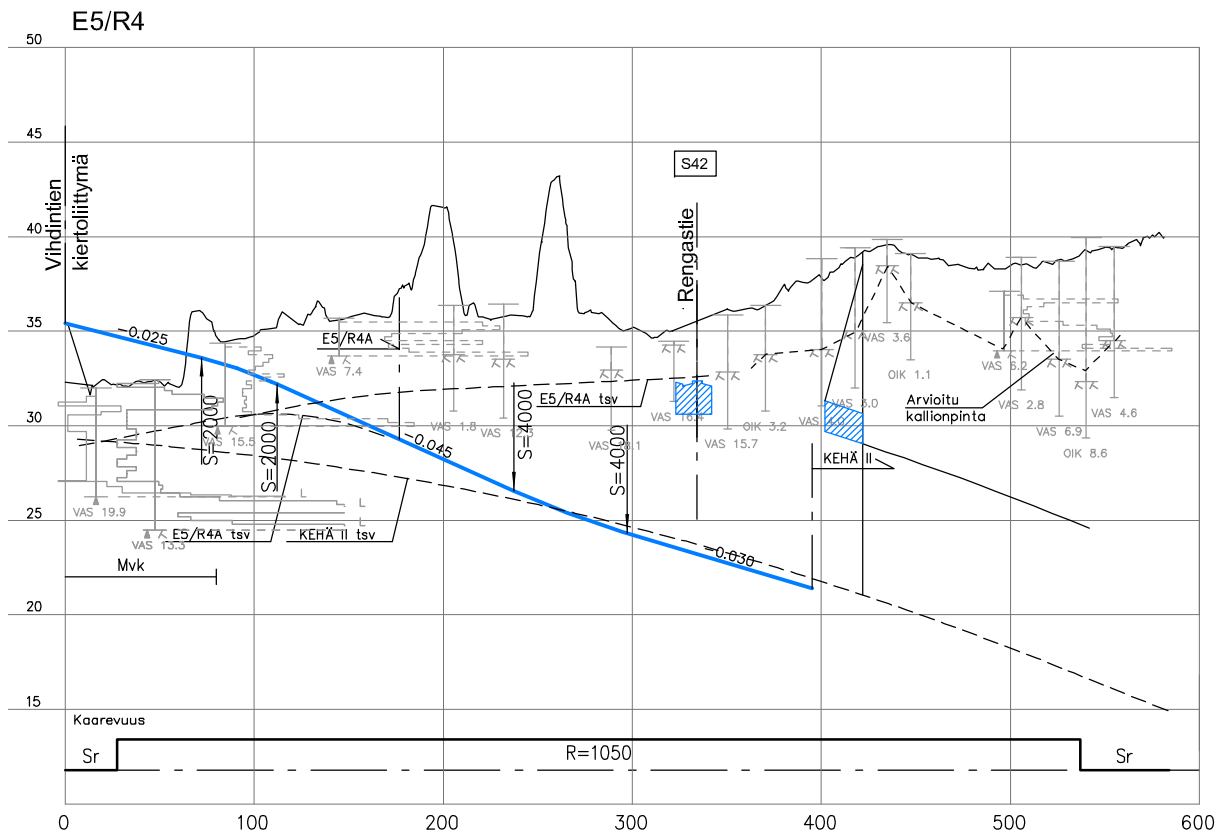 E5/R4
50
45
40
35
30
25
20
15
Vihdintien
kiertoliittymä
S42
Rengastie
-0.025
E5/R4A
VAS 7.4
S=2000
S=2000
VAS 15.5
-0.045
VAS 1.8
S=4000
E5/R4A tsv
S=4000
VAS 15.7
OIK 3.2
VAS 3.6
OIK 1.1
VAS 6.2
Arvioitu
kallionpinta
VAS 2.8
VAS 4.6
VAS 6.9
OIK 8.6
KEHÄ II
L
L
VAS 19.9
VAS 13.3
E5/R4A tsv
KEHÄ II tsv
-0.030
Mvk
Kaarevuus
Sr
R=1050
Sr
0
100
200
300
400
500
600